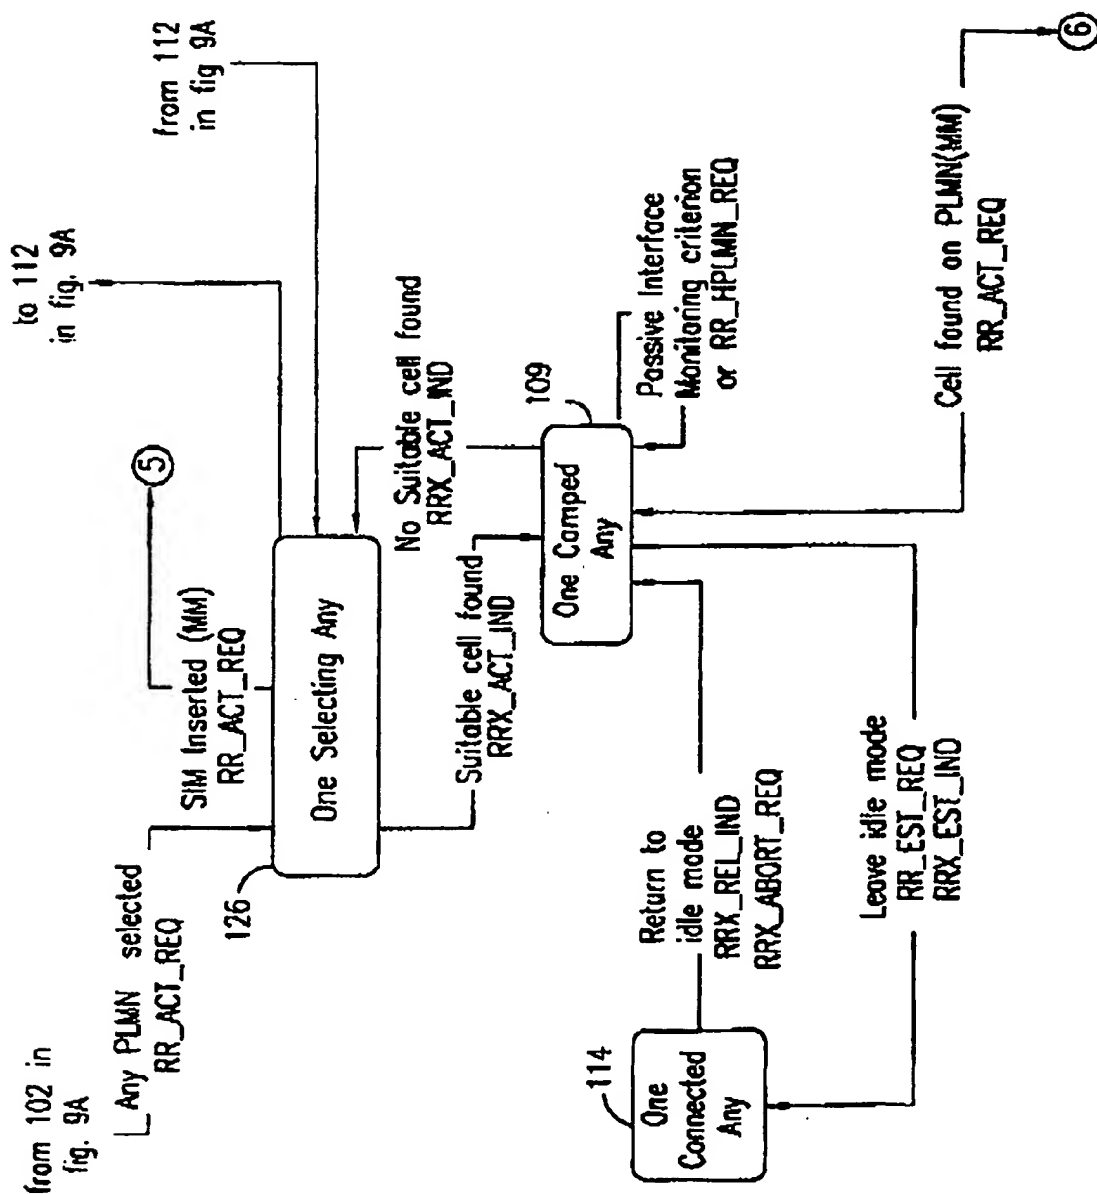 from 102 in
fig. 9A
Any PLMN selected
RR_ACT_REQ
126
One Selecting Any
SIM Inserted (MM)
RR_ACT_REQ
5
to 112
in fig. 9A
from 112
in fig 9A
Suitable cell found
RRX_ACT_IND
No Suitable cell found
RRX_ACT_IND
109
One Camped
Any
Passive Interface
Monitoring criterion
or RR_HPLMN_REQ
114
One
Connected
Any
Return to
idle mode
RRX_REL_IND
RRX_ABORT_REQ
Leave idle mode
RR_EST_REQ
RRX_EST_IND
Cell found on PLMN(MM)
RR_ACT_REQ
6